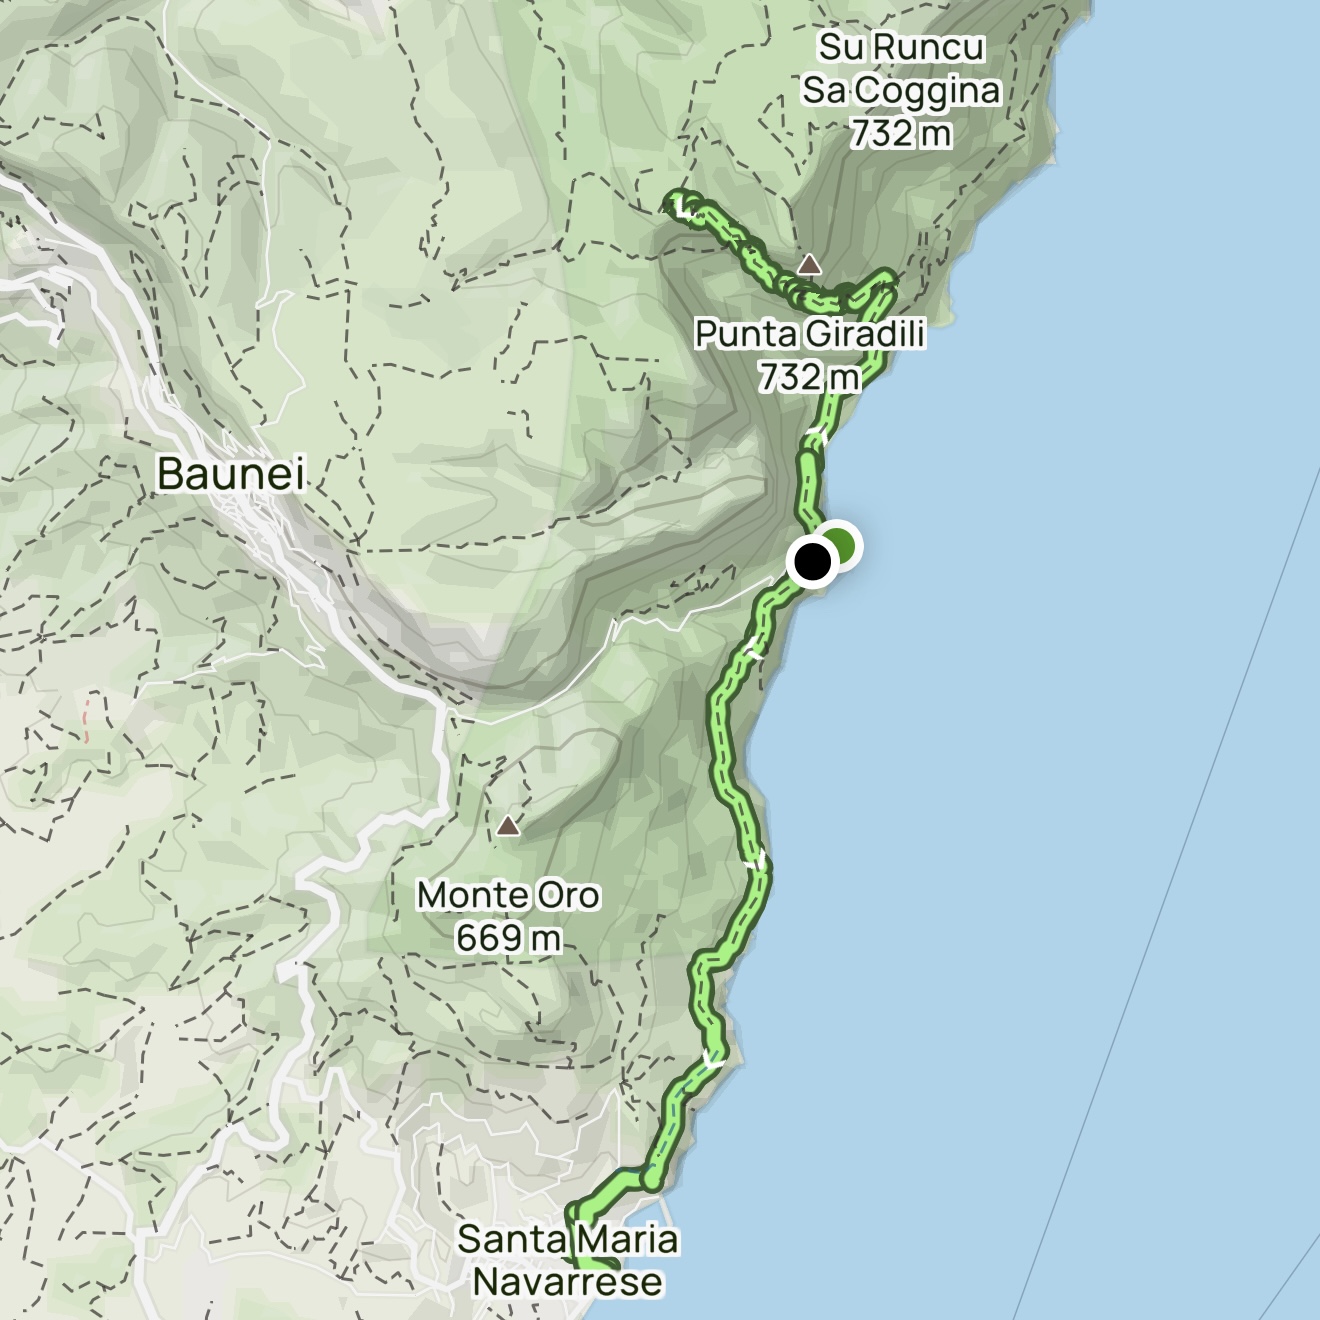 Su Runcu
Sa Coggina
732 m
Punta Giradili
732 m
Baunei
Monte Oro
669 m
Santa Maria
Navarrese